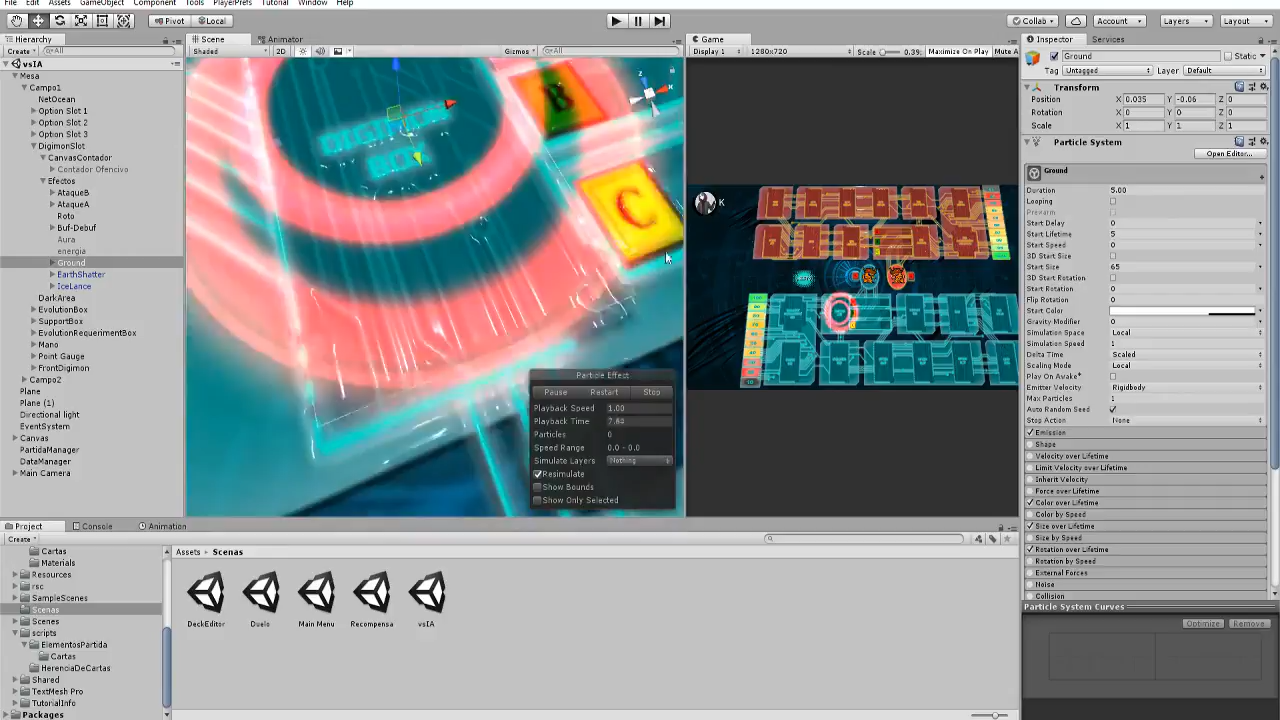 File Edit Assets GameObject Component Tools PlayerPrefs Tutorial Window Help
Pivot Local Collab Account Layers Layout
Hierarchy Scene Animator Game Inspector Services
Create All Shaded 2D Gizmos All Display 1 1280x720 Scale 0.39: Maximize On Play Mute A
vsIA
Mesa
Campo1
NetOcean
Option Slot 1
Option Slot 2
Option Slot 3
DigimonSlot
CanvasContador
Contador Ofencivo
Efectos
AtaqueB
AtaqueA
Roto
Buf-Debuf
Aura
energia
Ground
EarthShatter
IceLance
DarkArea
EvolutionBox
SupportBox
EvolutionRequerimentBox
Mano
Point Gauge
FrontDigimon
Campo2
Plane
Plane (1)
Directional light
EventSystem
Canvas
PartidaManager
DataManager
Main Camera
DIGIMON
BOX
B
C
K
Particle Effect
Pause Restart Stop
Playback Speed 1.00
Playback Time
Particles 0
Speed Range 0.0 - 0.0
Simulate Layers Nothing
Resimulate
Show Bounds
Show Only Selected
Ground Static
Tag Untagged Layer Default
Transform
Position X 0.035 Y -0.06 Z 0
Rotation X 0 Y 0 Z 0
Scale X 1 Y 1 Z 1
Particle System
Open Editor...
Ground
Duration 5.00
Looping
Prewarm
Start Delay 0
Start Lifetime 5
Start Speed 0
3D Start Size
Start Size 65
3D Start Rotation
Start Rotation 0
Flip Rotation 0
Start Color
Gravity Modifier 0
Simulation Space Local
Simulation Speed 1
Delta Time Scaled
Scaling Mode Local
Play On Awake*
Emitter Velocity Rigidbody
Max Particles 1
Auto Random Seed
Stop Action None
Emission
Shape
Velocity over Lifetime
Limit Velocity over Lifetime
Inherit Velocity
Force over Lifetime
Color over Lifetime
Color by Speed
Size over Lifetime
Size by Speed
Rotation over Lifetime
Rotation by Speed
External Forces
Noise
Collision
Particle System Curves
Optimize Remove
Project Console Animation
Create
Cartas
Materials
Resources
rsc
SampleScenes
Scenas
Scenes
scripts
ElementosPartida
Cartas
HerenciaDeCartas
Shared
TextMesh Pro
TutorialInfo
Packages
Assets Scenas
DeckEditor Duelo Main Menu Recompensa vsIA